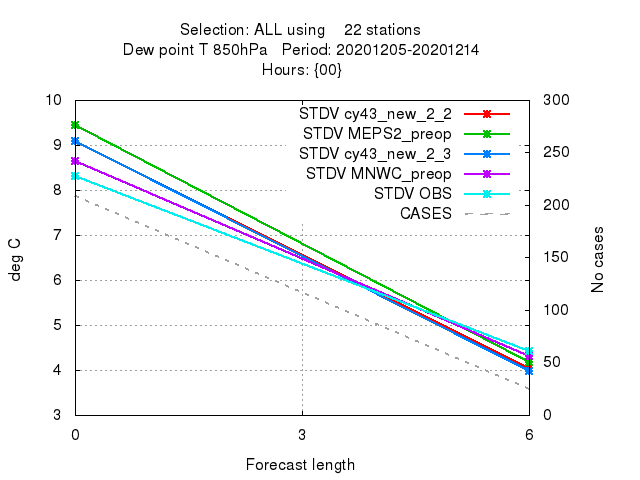 Selection: ALL using 22 stations
Dew point T 850hPa Period: 20201205-20201214
Hours: {00}
10 300
STDV cy43_new_2_2
STDV MEPS2_preop
9 250
STDV cy43_new_2_3
STDV MNWC_preop
8 200
STDV OBS
CASES
7
150
6
100
5
50
4
3 0
0 3 6
deg C
No cases
Forecast length